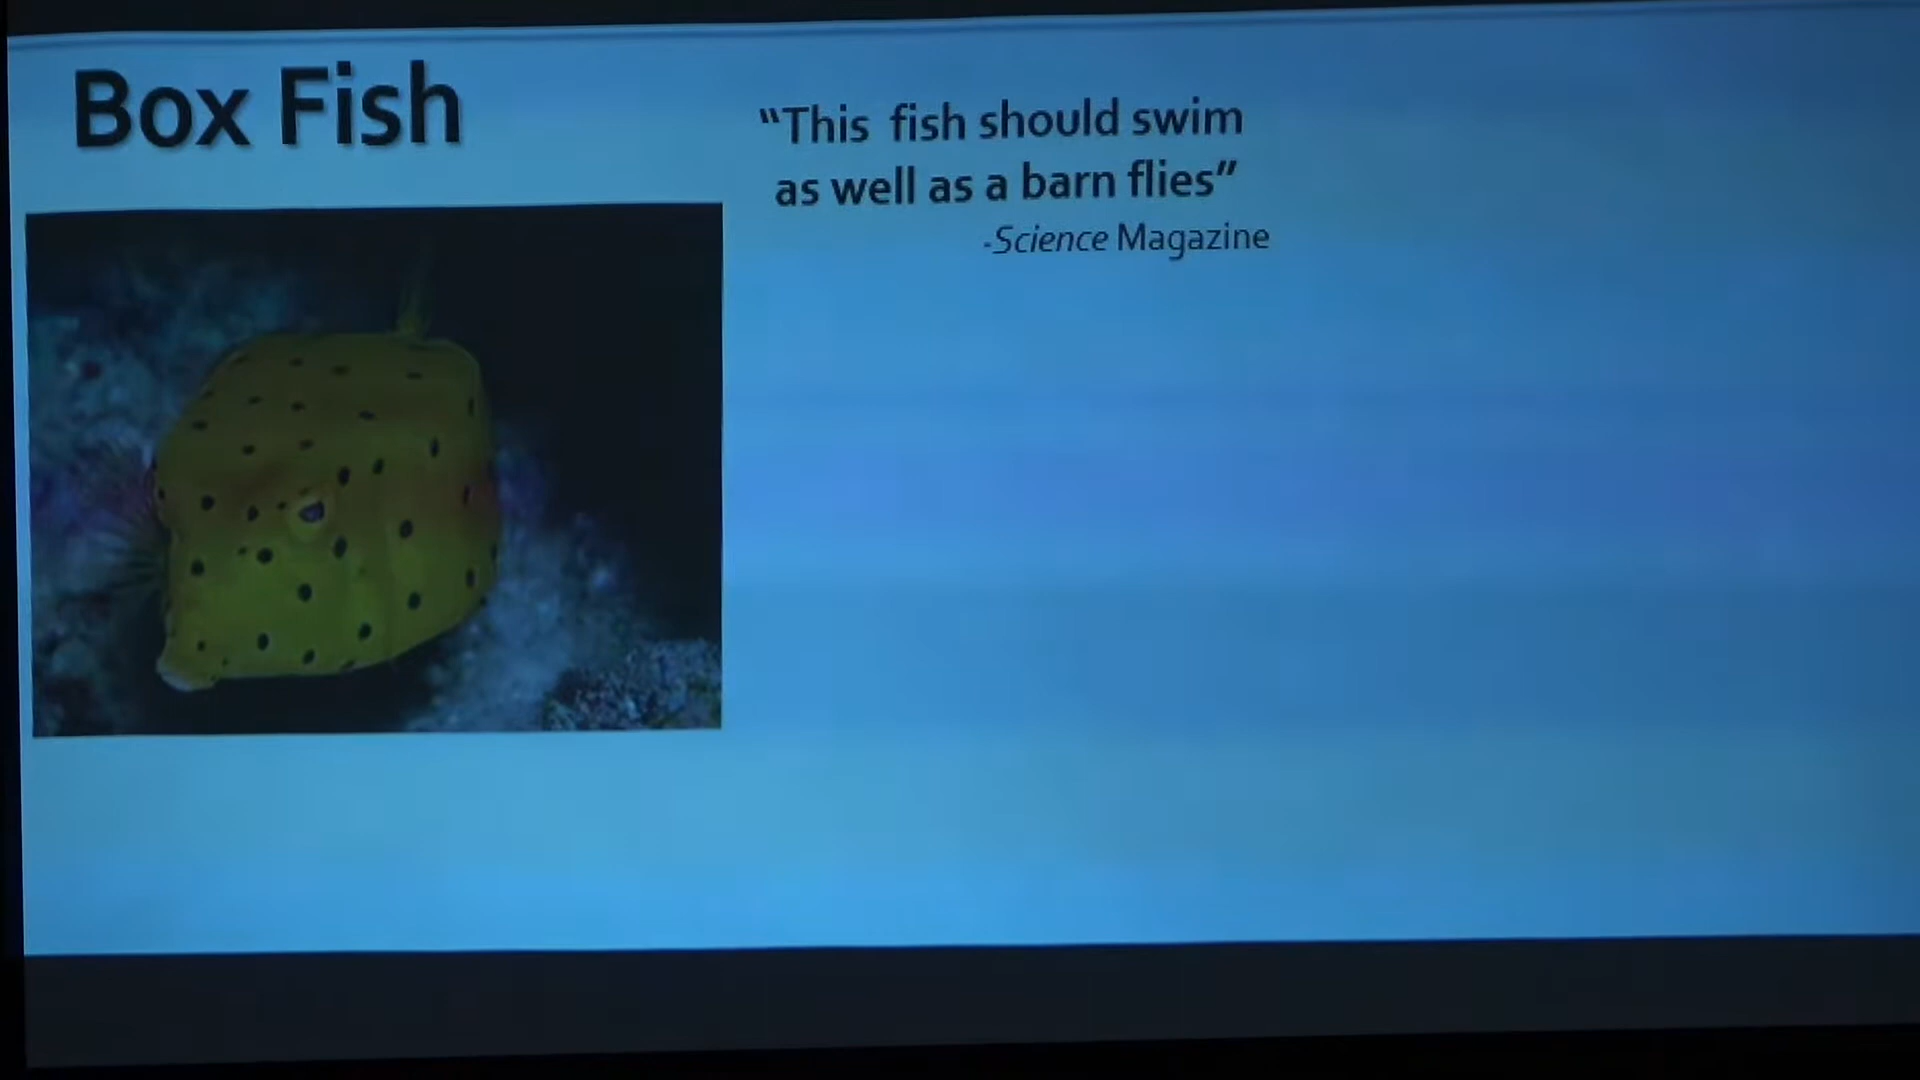 Box Fish
“This fish should swim
as well as a barn flies”
-Science Magazine